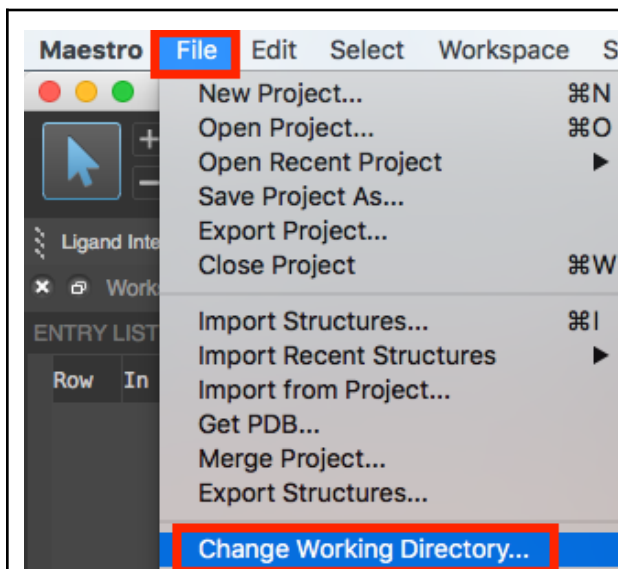 Maestro File Edit Select Workspace S
New Project... ⌘N
Open Project... ⌘O
Open Recent Project ▶
Save Project As...
Export Project...
Ligand Inte
Close Project ⌘W
Work
Import Structures... ⌘I
ENTRY LIST
Import Recent Structures ▶
Row In
Import from Project...
Get PDB...
Merge Project...
Export Structures...
Change Working Directory...